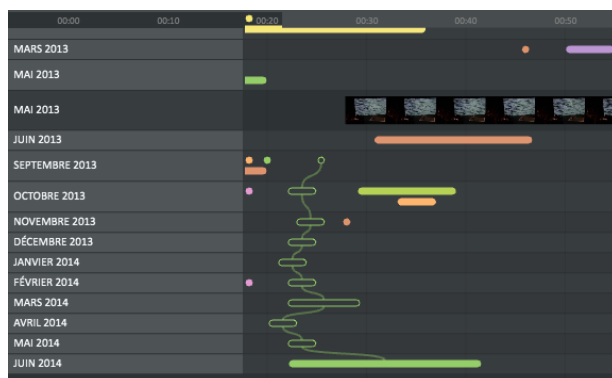 00:00 00:10 00:20 00:30 00:40 00:50
MARS 2013
MAI 2013
MAI 2013
JUIN 2013
SEPTEMBRE 2013
OCTOBRE 2013
NOVEMBRE 2013
DÉCEMBRE 2013
JANVIER 2014
FÉVRIER 2014
MARS 2014
AVRIL 2014
MAI 2014
JUIN 2014